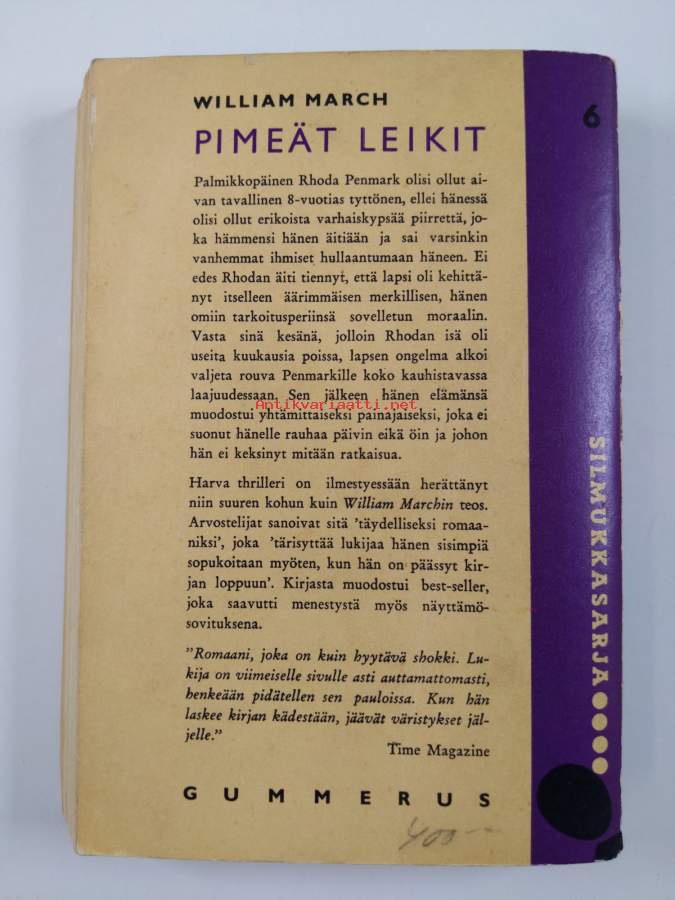 WILLIAM MARCH
PIMEÄT LEIKIT
Palmikkopäinen Rhoda Penmark olisi ollut ai-
van tavallinen 8-vuotias tyttönen, ellei hänessä
olisi ollut erikoista varhaiskypsää piirrettä, jo-
ka hämmensi hänen äitiään ja sai varsinkin
vanhemmat ihmiset hullaantumaan häneen. Ei
edes Rhodan äiti tiennyt, että lapsi oli kehittä-
nyt itselleen äärimmäisen merkillisen, hänen
omiin tarkoitusperiinsä sovelletun moraalin.
Vasta sinä kesänä, jolloin Rhodan isä oli
useita kuukausia poissa, lapsen ongelma alkoi
valjeta rouva Penmarkille koko kauhistavassa
laajuudessaan. Sen jälkeen hänen elämänsä
muodostui yhtämittaiseksi painajaiseksi, joka ei
suonut hänelle rauhaa päivin eikä öin ja johon
hän ei keksinyt mitään ratkaisua.
Harva thrilleri on ilmestyessään herättänyt
niin suuren kohun kuin William Marchin teos.
Arvostelijat sanoivat sitä 'täydelliseksi romaa-
niksi', joka 'tärisyttää lukijaa hänen sisimpiä
sopukoitaan myöten, kun hän on päässyt kir-
jan loppuun'. Kirjasta muodostui best-seller,
joka saavutti menestystä myös näyttämö-
sovituksena.
"Romaani, joka on kuin hyytävä shokki. Lu-
kija on viimeiselle sivulle asti auttamattomasti,
henkeään pidätellen sen pauloissa. Kun hän
laskee kirjan kädestään, jäävät väristykset jäl-
jelle."
Time Magazine
GUMMERUS
400--
6
SILMUKKASARJA
Antikvariaatti.net